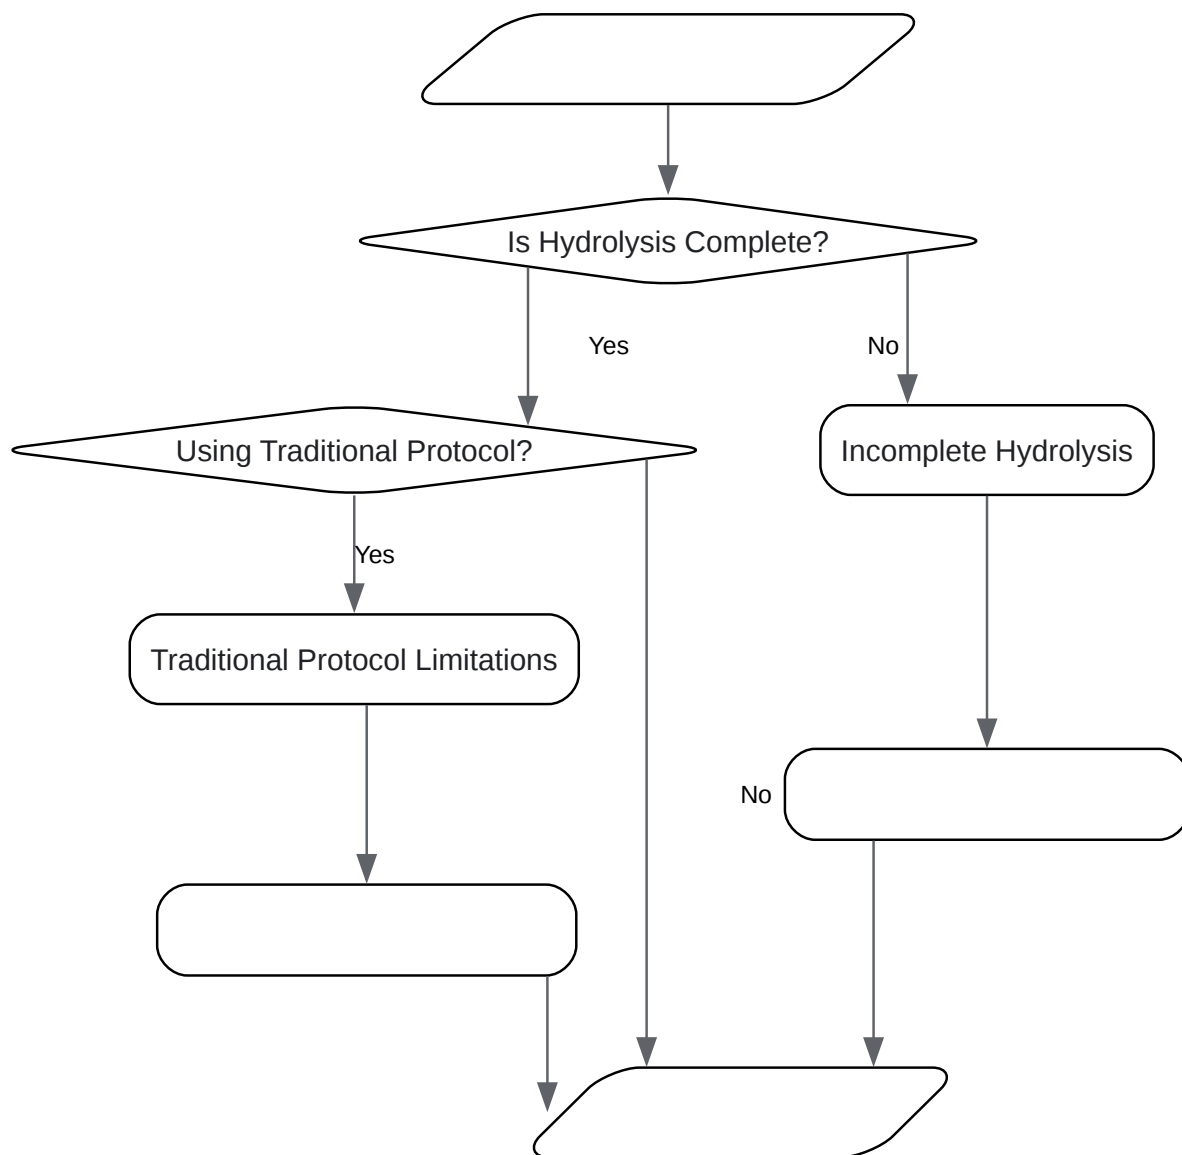 Is Hydrolysis Complete?
Yes
No
Using Traditional Protocol?
Incomplete Hydrolysis
Yes
Traditional Protocol Limitations
No